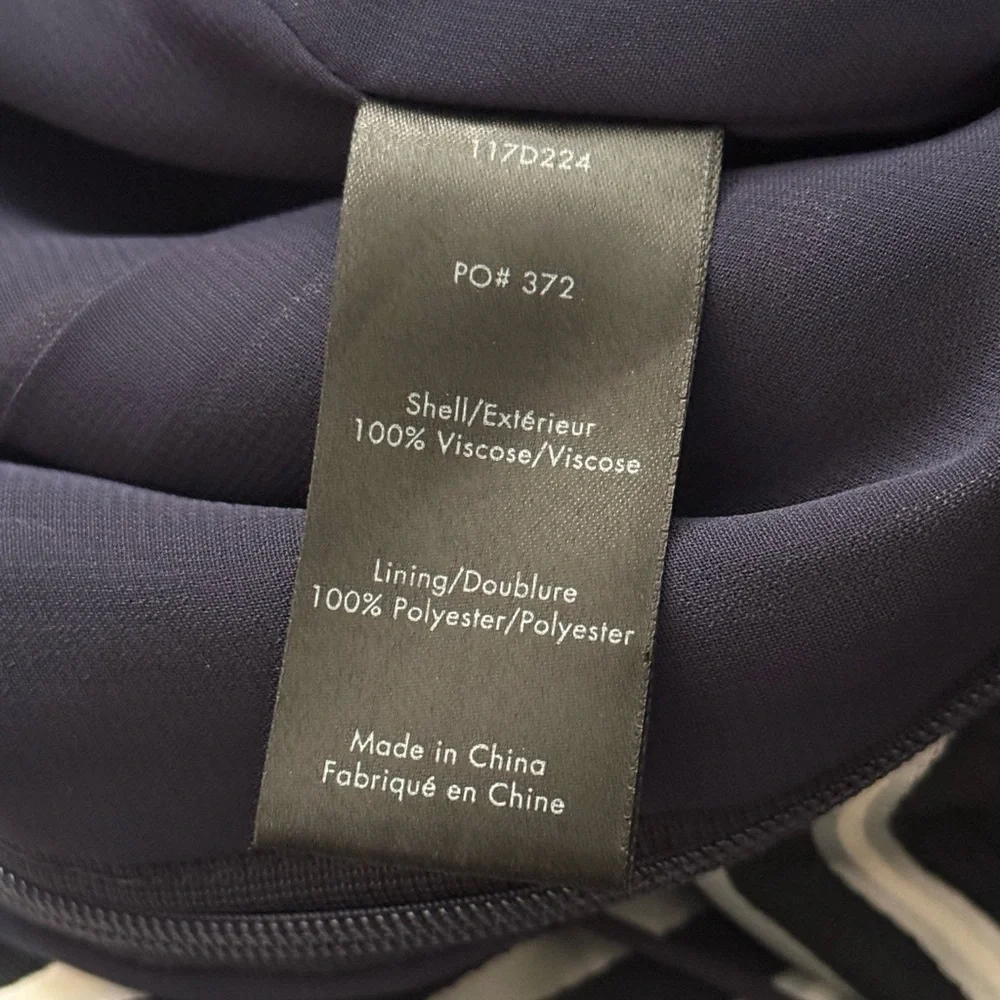 117D224
PO# 372
Shell/Extérieur
100% Viscose/Viscose
Lining/Doublure
100% Polyester/Polyester
Made in China
Fabriqué en Chine